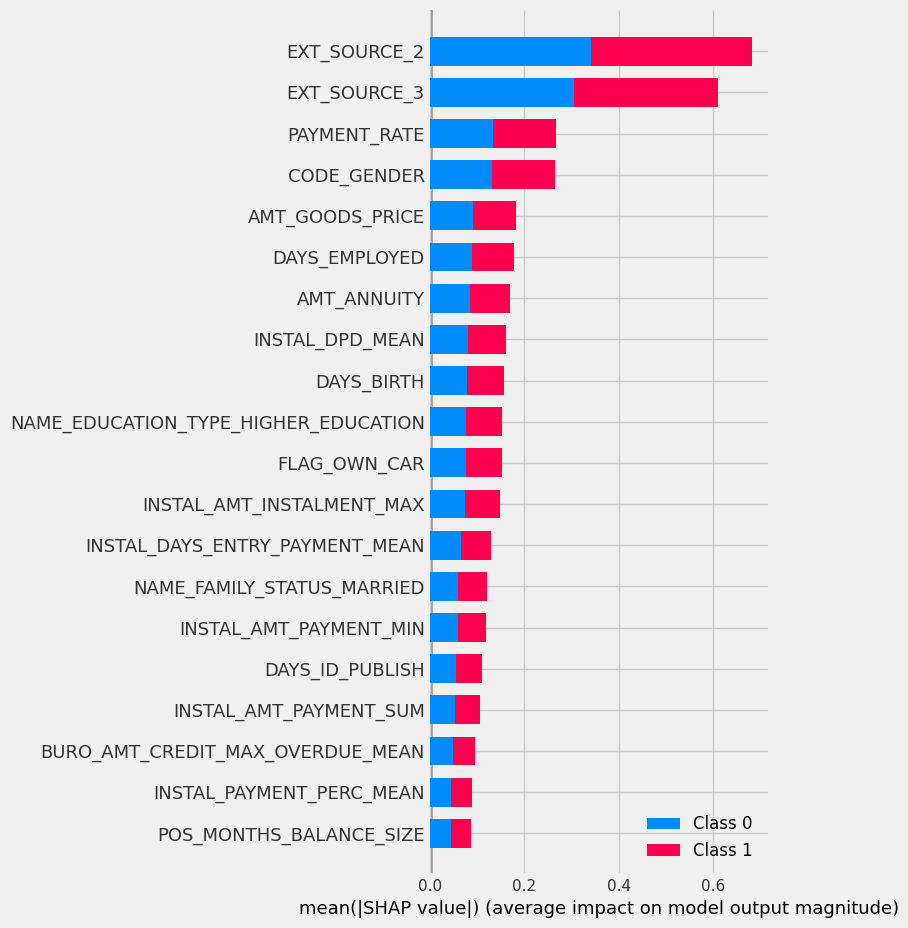 EXT_SOURCE_2
EXT_SOURCE_3
PAYMENT_RATE
CODE_GENDER
AMT_GOODS_PRICE
DAYS_EMPLOYED
AMT_ANNUITY
INSTAL_DPD_MEAN
DAYS_BIRTH
NAME_EDUCATION_TYPE_HIGHER_EDUCATION
FLAG_OWN_CAR
INSTAL_AMT_INSTALMENT_MAX
INSTAL_DAYS_ENTRY_PAYMENT_MEAN
NAME_FAMILY_STATUS_MARRIED
INSTAL_AMT_PAYMENT_MIN
DAYS_ID_PUBLISH
INSTAL_AMT_PAYMENT_SUM
BURO_AMT_CREDIT_MAX_OVERDUE_MEAN
INSTAL_PAYMENT_PERC_MEAN
POS_MONTHS_BALANCE_SIZE
Class 0
Class 1
0.0 0.2 0.4 0.6
mean(|SHAP value|) (average impact on model output magnitude)